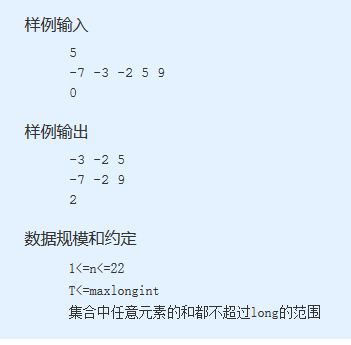 样例输入
5
-7 -3 -2 5 9
0
样例输出
-3 -2 5
-7 -2 9
2
数据规模和约定
1<=n<=22
T<=maxlongint
集合中任意元素的和都不超过long的范围